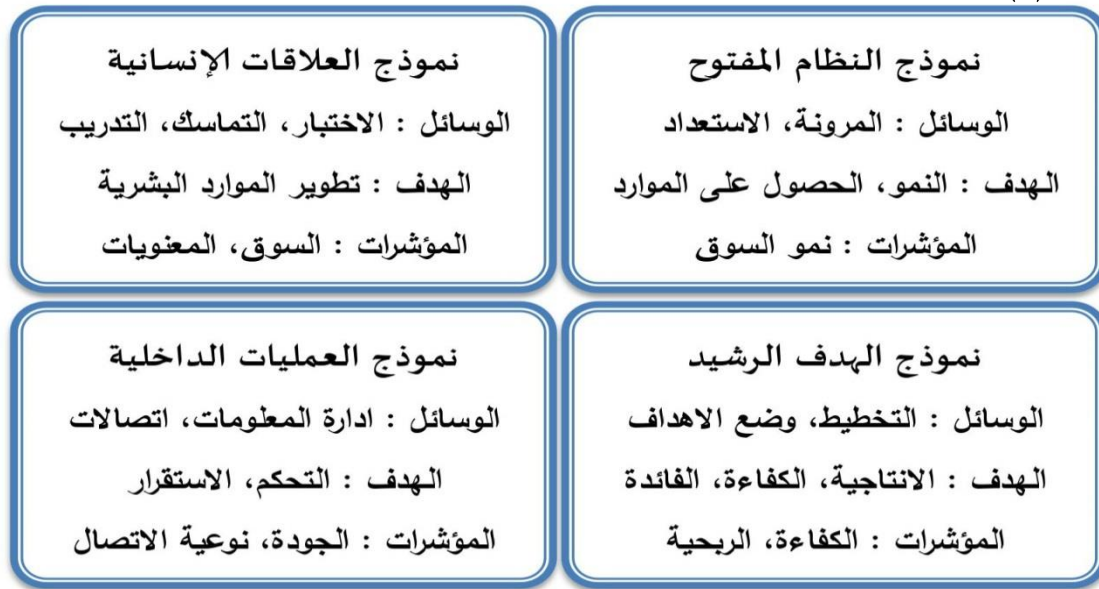 نموذج النظام المفتوح
الوسائل : المرونة، الاستعداد
الهدف : النمو، الحصول على الموارد
المؤشرات : نمو السوق
نموذج العلاقات الإنسانية
الوسائل : الاختبار، التماسك، التدريب
الهدف : تطوير الموارد البشرية
المؤشرات : السوق، المعنويات
نموذج الهدف الرشيد
الوسائل : التخطيط، وضع الاهداف
الهدف : الانتاجية، الكفاءة، الفائدة
المؤشرات : الكفاءة، الربحية
نموذج العمليات الداخلية
الوسائل : ادارة المعلومات، اتصالات
الهدف : التحكم، الاستقرار
المؤشرات : الجودة، نوعية الاتصال